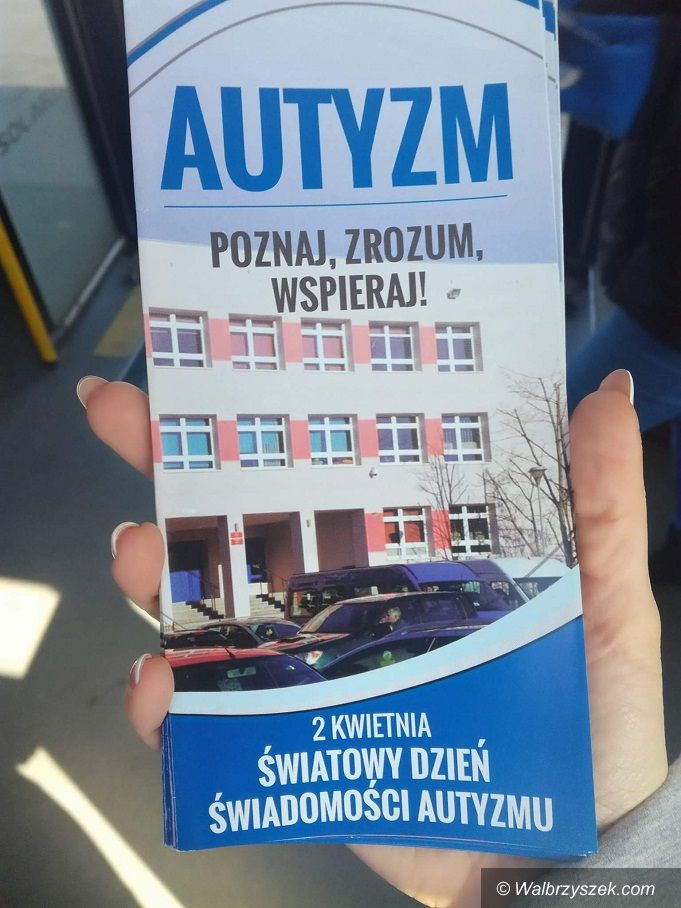 AUTYZM
POZNAJ, ZROZUM,
WSPIERAJ!
2 KWIETNIA
ŚWIATOWY DZIEŃ
ŚWIADOMOŚCI AUTYZMU
© Walbrzyszek.com